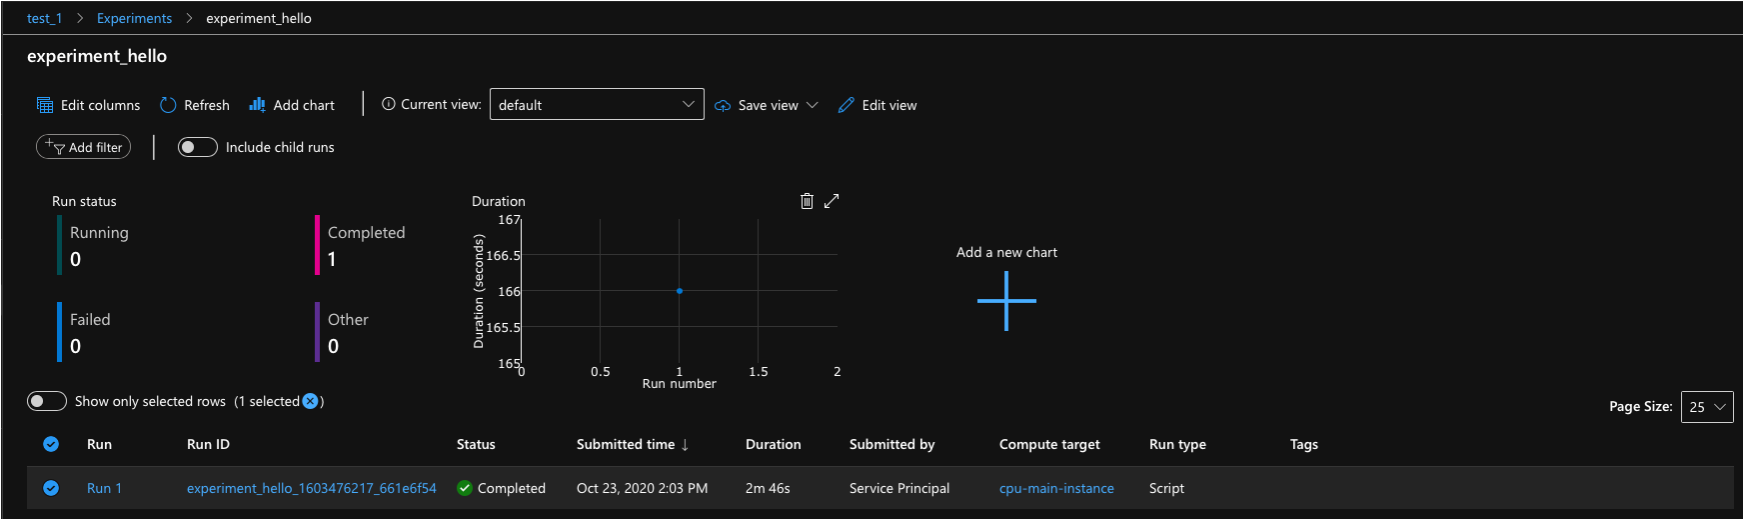 test_1 > Experiments > experiment_hello
experiment_hello
Edit columns Refresh Add chart Current view: default Save view Edit view
Add filter Include child runs
Run status
Running
0
Completed
1
Failed
0
Other
0
Duration
Duration (seconds)
167
166.5
166
165.5
165
0 0.5 1 1.5 2
Run number
Add a new chart
Show only selected rows (1 selected )
Page Size: 25
Run Run ID Status Submitted time ↓ Duration Submitted by Compute target Run type Tags
Run 1 experiment_hello_1603476217_661e6f54 Completed Oct 23, 2020 2:03 PM 2m 46s Service Principal cpu-main-instance Script